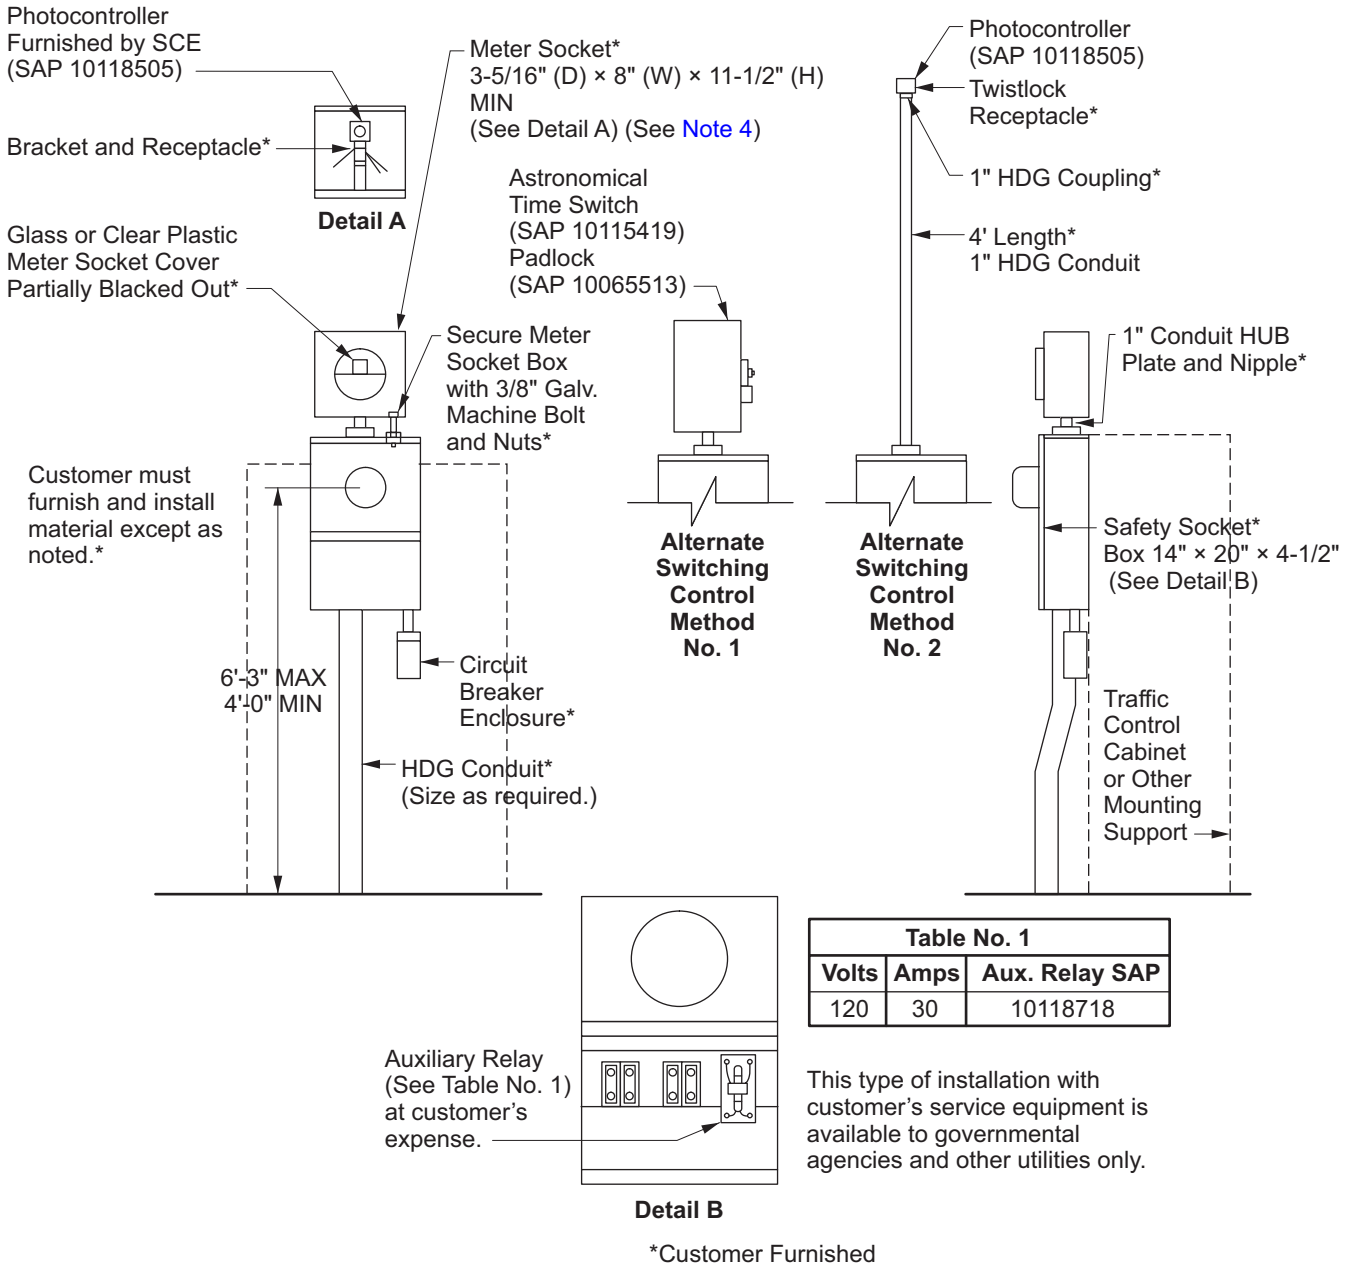 Photocontroller
Furnished by SCE
(SAP 10118505)
Bracket and Receptacle*
Detail A
Meter Socket*
3-5/16" (D) × 8" (W) × 11-1/2" (H)
MIN
(See Detail A) (See Note 4)
Glass or Clear Plastic
Meter Socket Cover
Partially Blacked Out*
Astronomical
Time Switch
(SAP 10115419)
Padlock
(SAP 10065513)
Photocontroller
(SAP 10118505)
Twistlock
Receptacle*
1" HDG Coupling*
4' Length*
1" HDG Conduit
Secure Meter
Socket Box
with 3/8" Galv.
Machine Bolt
and Nuts*
1" Conduit HUB
Plate and Nipple*
Customer must
furnish and install
material except as
noted.*
Safety Socket*
Box 14" × 20" × 4-1/2"
(See Detail B)
Alternate
Switching
Control
Method
No. 1
Alternate
Switching
Control
Method
No. 2
6'-3" MAX
4'-0" MIN
Circuit
Breaker
Enclosure*
HDG Conduit*
(Size as required.)
Traffic
Control
Cabinet
or Other
Mounting
Support
Table No. 1
Volts Amps Aux. Relay SAP
120 30 10118718
Auxiliary Relay
(See Table No. 1)
at customer’s
expense.
This type of installation with
customer’s service equipment is
available to governmental
agencies and other utilities only.
Detail B
*Customer Furnished